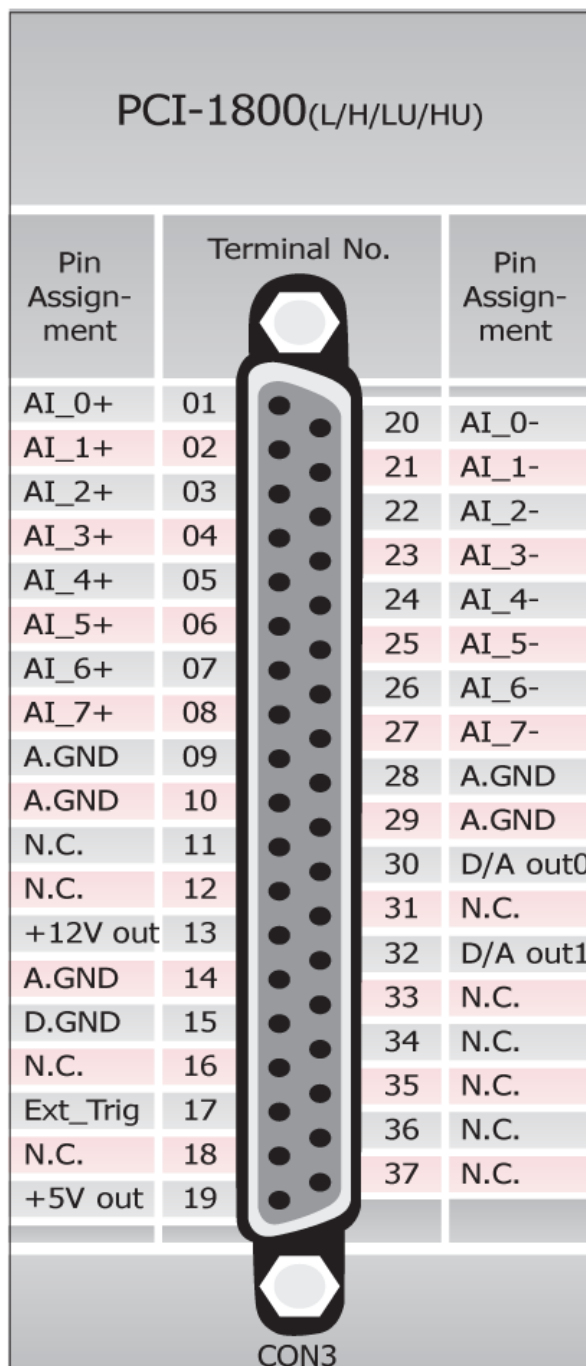 PCI-1800(L/H/LU/HU)
Pin
Assign-
ment
Terminal No.
Pin
Assign-
ment
AI_0+ 01
20 AI_0-
AI_1+ 02
21 AI_1-
AI_2+ 03
22 AI_2-
AI_3+ 04
23 AI_3-
AI_4+ 05
24 AI_4-
AI_5+ 06
25 AI_5-
AI_6+ 07
26 AI_6-
AI_7+ 08
27 AI_7-
A.GND 09
28 A.GND
A.GND 10
29 A.GND
N.C. 11
30 D/A out0
N.C. 12
31 N.C.
+12V out 13
32 D/A out1
A.GND 14
33 N.C.
D.GND 15
34 N.C.
N.C. 16
35 N.C.
Ext_Trig 17
36 N.C.
N.C. 18
37 N.C.
+5V out 19
CON3